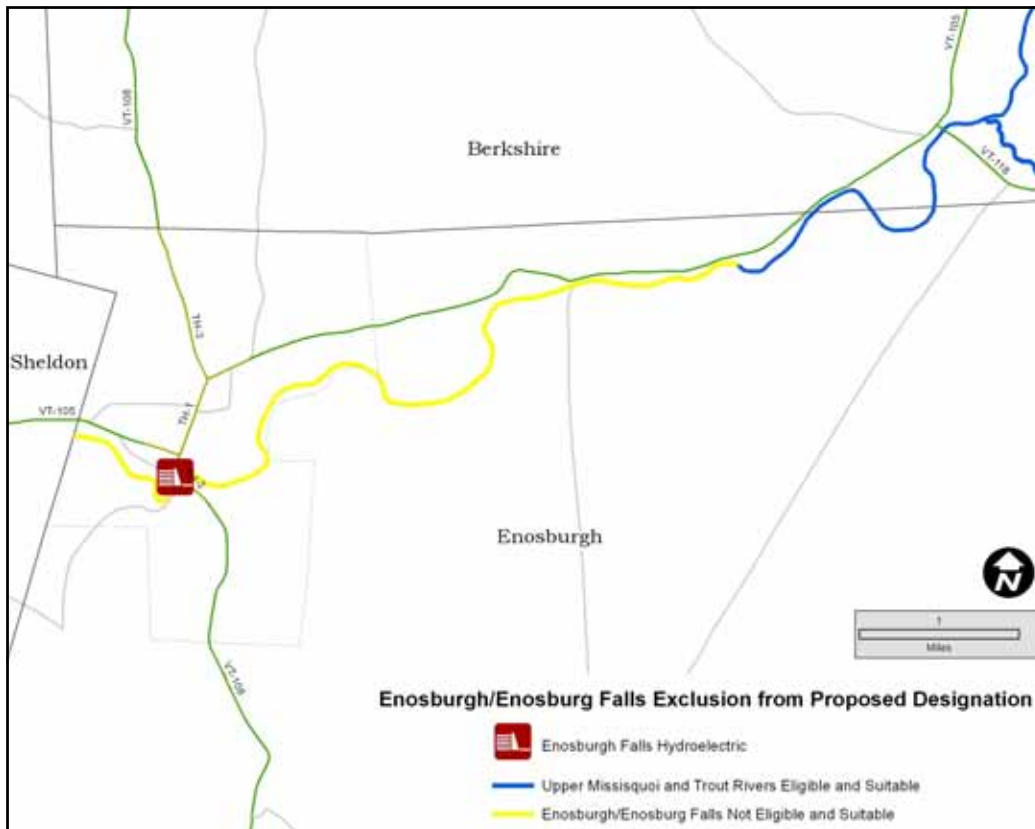 VT-105
VT-108
Berkshire
VT-118
TH-3
Sheldon
TH-1
VT-105
Enosburgh
N
1
Miles
VT-108
Enosburgh/Enosburg Falls Exclusion from Proposed Designation
Enosburgh Falls Hydroelectric
Upper Missisquoi and Trout Rivers Eligible and Suitable
Enosburgh/Enosburg Falls Not Eligible and Suitable